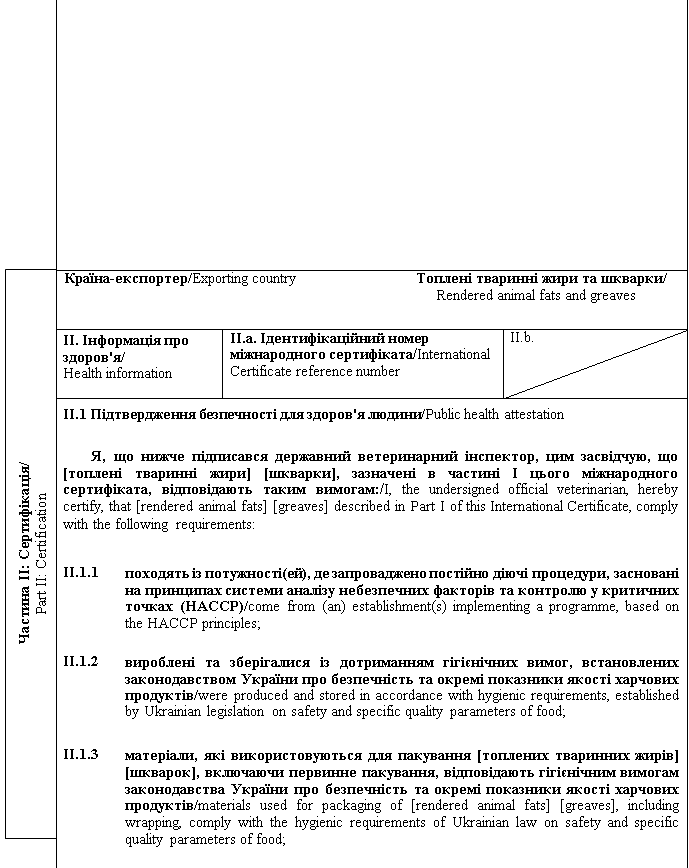 Країна-експортер/Exporting country
Топлені тваринні жири та шкварки/
Rendered animal fats and greaves
II. Інформація про
здоров'я/
Health information
II.a. Ідентифікаційний номер
міжнародного сертифіката/International
Certificate reference number
II.b.
Частина II: Сертифікація/
Part II: Certification
II.1 Підтвердження безпечності для здоров'я людини/Public health attestation
Я, що нижче підписався державний ветеринарний інспектор, цим засвідчую, що
[топлені тваринні жири] [шкварки], зазначені в частині I цього міжнародного
сертифіката, відповідають таким вимогам:/I, the undersigned official veterinarian, hereby
certify, that [rendered animal fats] [greaves] described in Part I of this International Certificate, comply
with the following requirements:
II.1.1 походять із потужності(ей), де запроваджено постійно діючі процедури, засновані
на принципах системи аналізу небезпечних факторів та контролю у критичних
точках (HACCP)/come from (an) establishment(s) implementing a programme, based on
the HACCP principles;
II.1.2 вироблені та зберігалися із дотриманням гігієнічних вимог, встановлених
законодавством України про безпечність та окремі показники якості харчових
продуктів/were produced and stored in accordance with hygienic requirements, established
by Ukrainian legislation on safety and specific quality parameters of food;
II.1.3 матеріали, які використовуються для пакування [топлених тваринних жирів]
[шкварок], включаючи первинне пакування, відповідають гігієнічним вимогам
законодавства України про безпечність та окремі показники якості харчових
продуктів/materials used for packaging of [rendered animal fats] [greaves], including
wrapping, comply with the hygienic requirements of Ukrainian law on safety and specific
quality parameters of food;